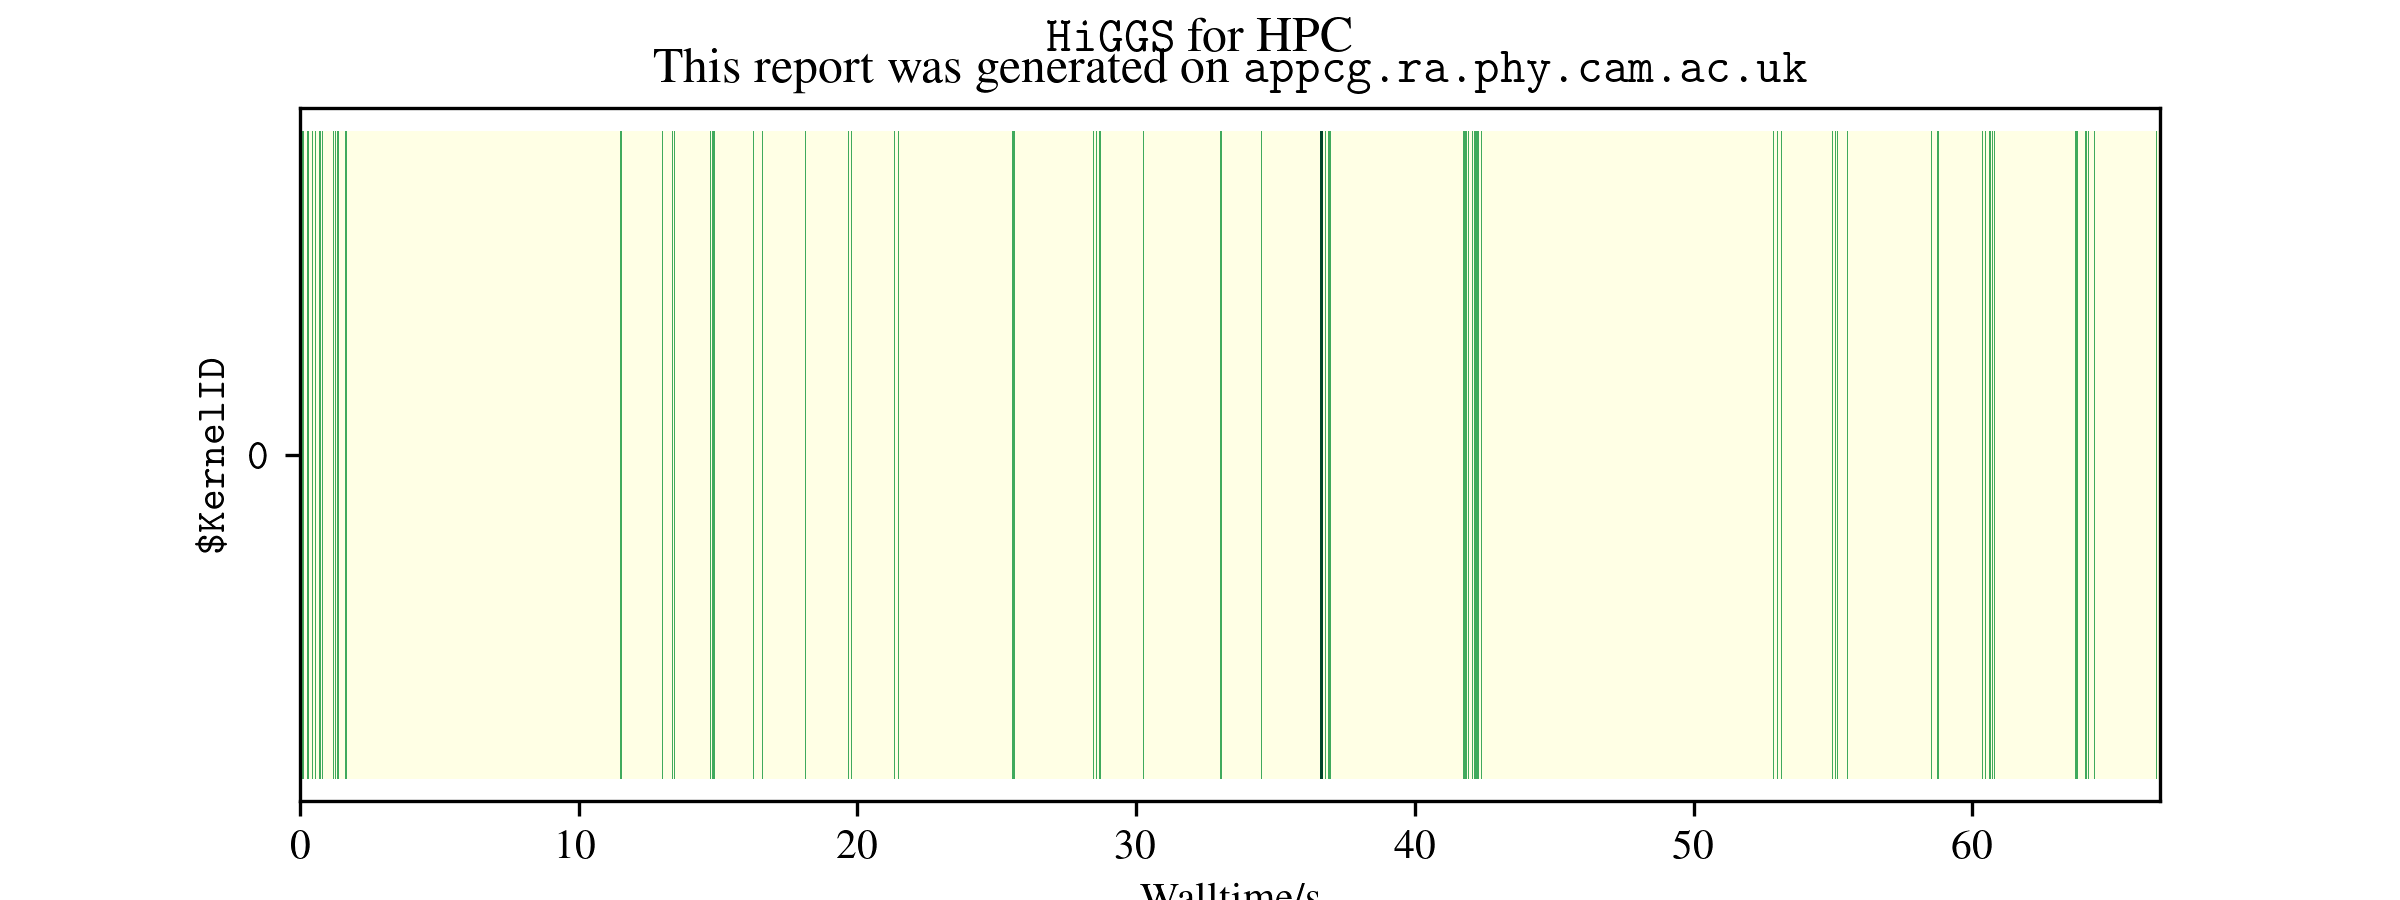 HiGGS for HPC
This report was generated on appcg.ra.phy.cam.ac.uk
$KernelID
0
0 10 20 30 40 50 60
Walltime/s